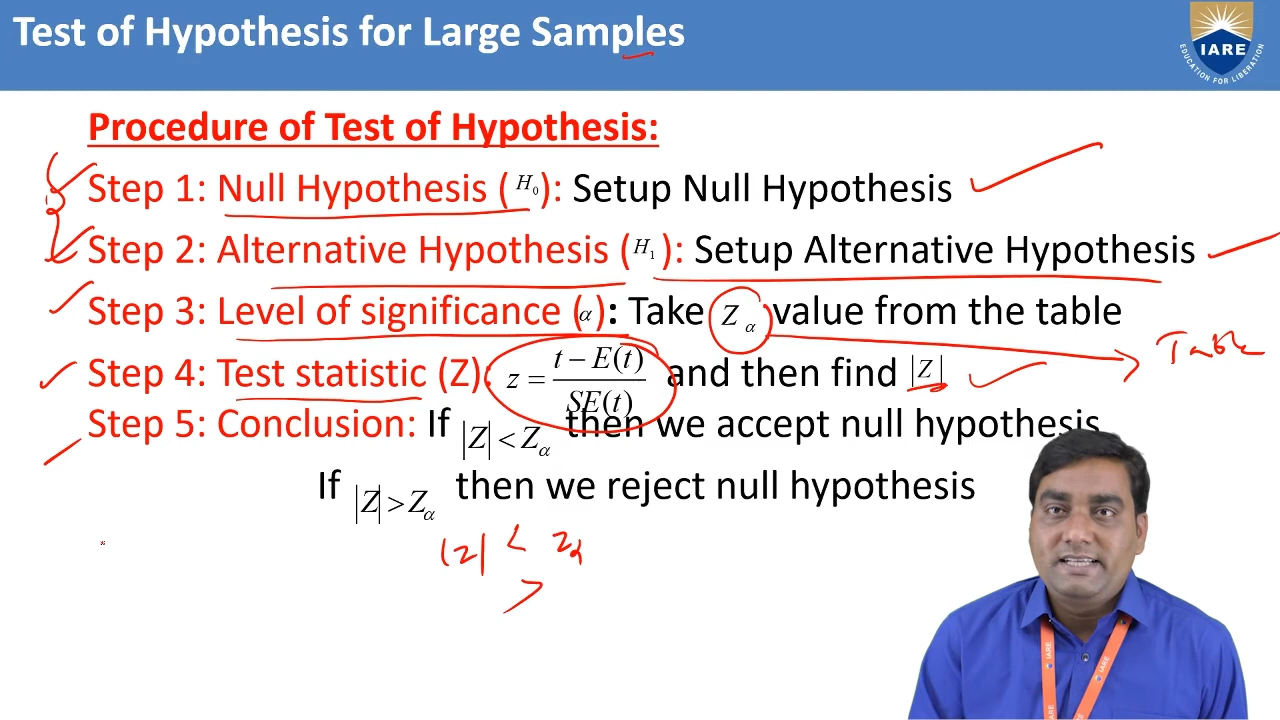 Test of Hypothesis for Large Samples
EDUCATION FOR LIBERATION
IARE
Procedure of Test of Hypothesis:
Step 1: Null Hypothesis (H₀): Setup Null Hypothesis
Step 2: Alternative Hypothesis (H₁): Setup Alternative Hypothesis
Step 3: Level of significance (α): Take Z_α value from the table
Table
Step 4: Test statistic (Z): z = (t − E(t)) / SE(t) and then find |Z|
Step 5: Conclusion: If |Z| < Z_α then we accept null hypothesis
If |Z| > Z_α then we reject null hypothesis
|z| < z_α
>
IARE
IARE